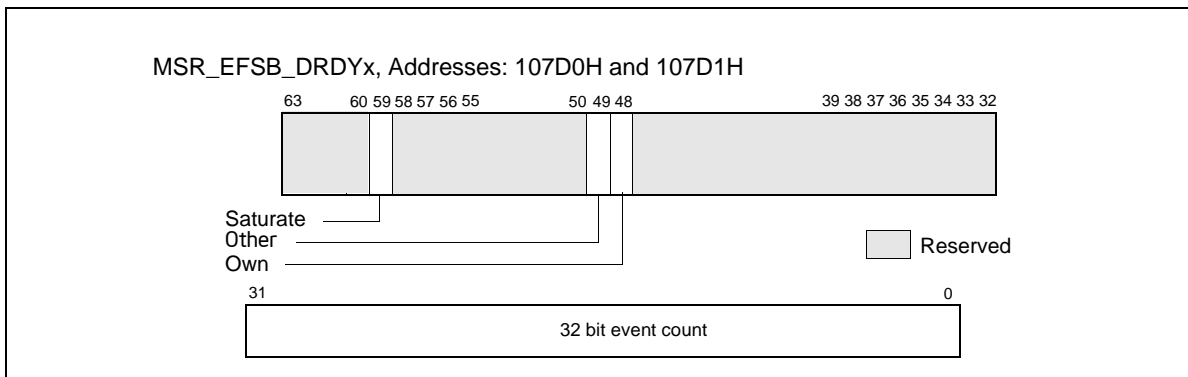 MSR_EFSB_DRDYx, Addresses: 107D0H and 107D1H
63 60 59 58 57 56 55 50 49 48 39 38 37 36 35 34 33 32
Saturate
Other
Own
Reserved
31 0
32 bit event count